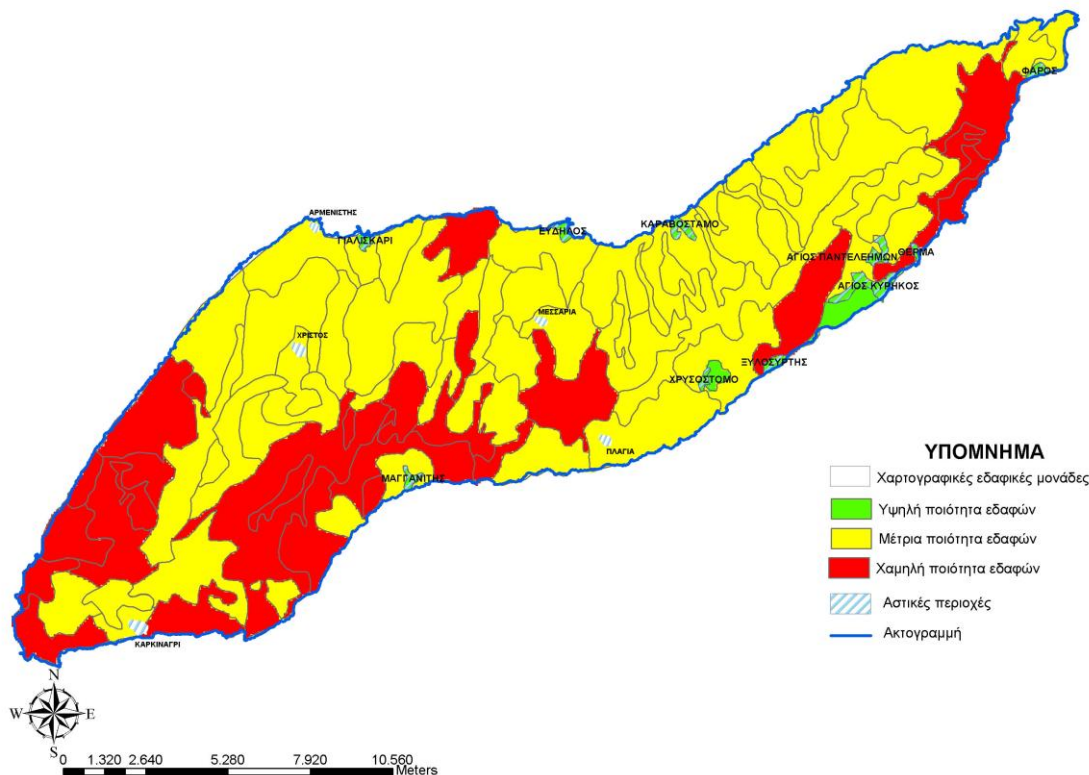 ΦΑΡΟΣ
ΑΡΜΕΝΙΣΤΗΣ
ΓΙΑΛΙΣΚΑΡΙ
ΕΥΔΗΛΟΣ
ΚΑΡΑΒΟΣΤΑΜΟ
ΑΓΙΟΣ ΠΑΝΤΕΛΕΗΜΩΝ
ΘΕΡΜΑ
ΑΓΙΟΣ ΚΥΡΗΚΟΣ
ΜΕΣΣΑΡΙΑ
ΧΡΙΣΤΟΣ
ΞΥΛΟΣΥΡΤΗΣ
ΧΡΥΣΟΣΤΟΜΟ
ΠΛΑΓΙΑ
ΜΑΓΓΑΝΙΤΗΣ
ΚΑΡΚΙΝΑΓΡΙ
ΥΠΟΜΝΗΜΑ
Χαρτογραφικές εδαφικές μονάδες
Υψηλή ποιότητα εδαφών
Μέτρια ποιότητα εδαφών
Χαμηλή ποιότητα εδαφών
Αστικές περιοχές
Ακτογραμμή
N
W E
S
0 1.320 2.640 5.280 7.920 10.560
Meters